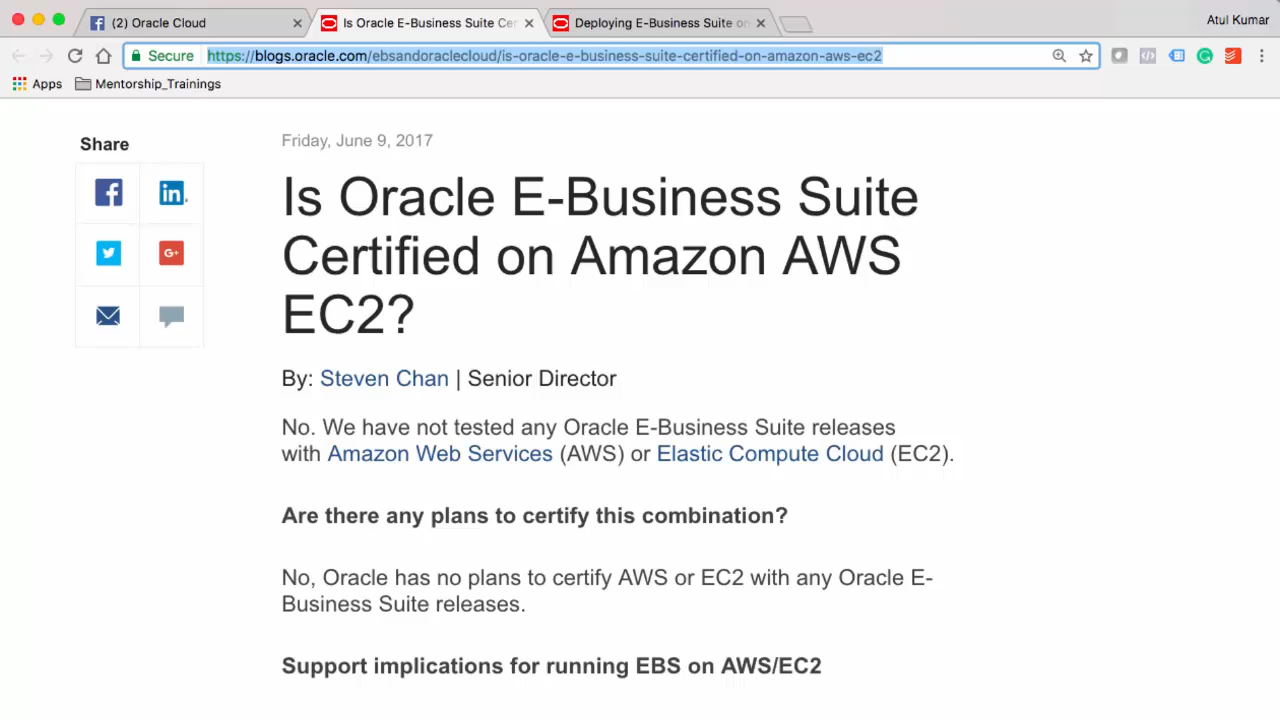 (2) Oracle Cloud
Is Oracle E-Business Suite Cer
Deploying E-Business Suite on
Atul Kumar
Secure https://blogs.oracle.com/ebsandoraclecloud/is-oracle-e-business-suite-certified-on-amazon-aws-ec2
Apps Mentorship_Trainings
Share
Friday, June 9, 2017
Is Oracle E-Business Suite
Certified on Amazon AWS
EC2?
By: Steven Chan | Senior Director
No. We have not tested any Oracle E-Business Suite releases
with Amazon Web Services (AWS) or Elastic Compute Cloud (EC2).
Are there any plans to certify this combination?
No, Oracle has no plans to certify AWS or EC2 with any Oracle E-
Business Suite releases.
Support implications for running EBS on AWS/EC2